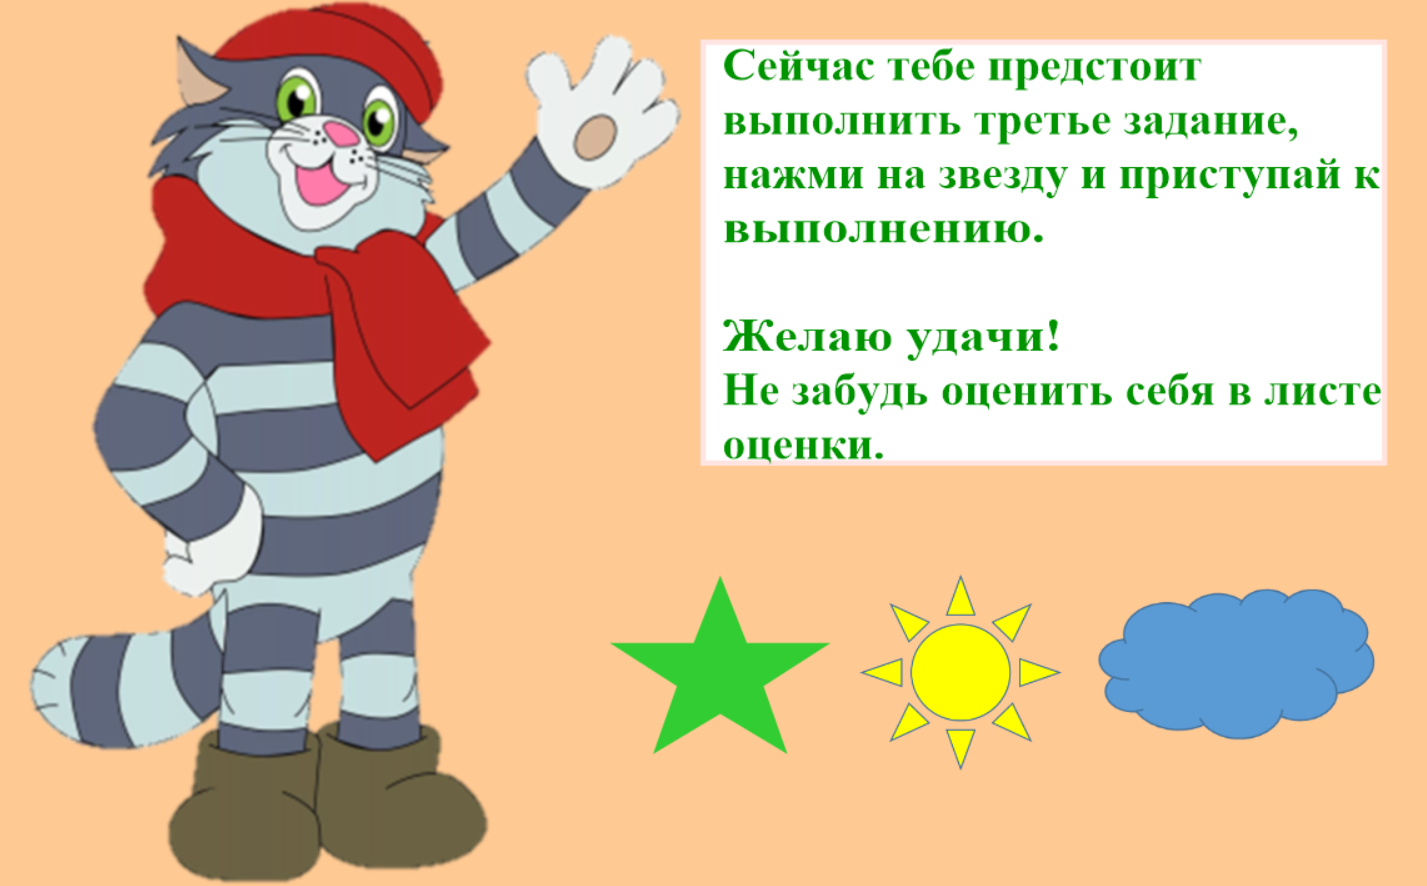 Сейчас тебе предстоит
выполнить третье задание,
нажми на звезду и приступай к
выполнению.
Желаю удачи!
Не забудь оценить себя в листе
оценки.